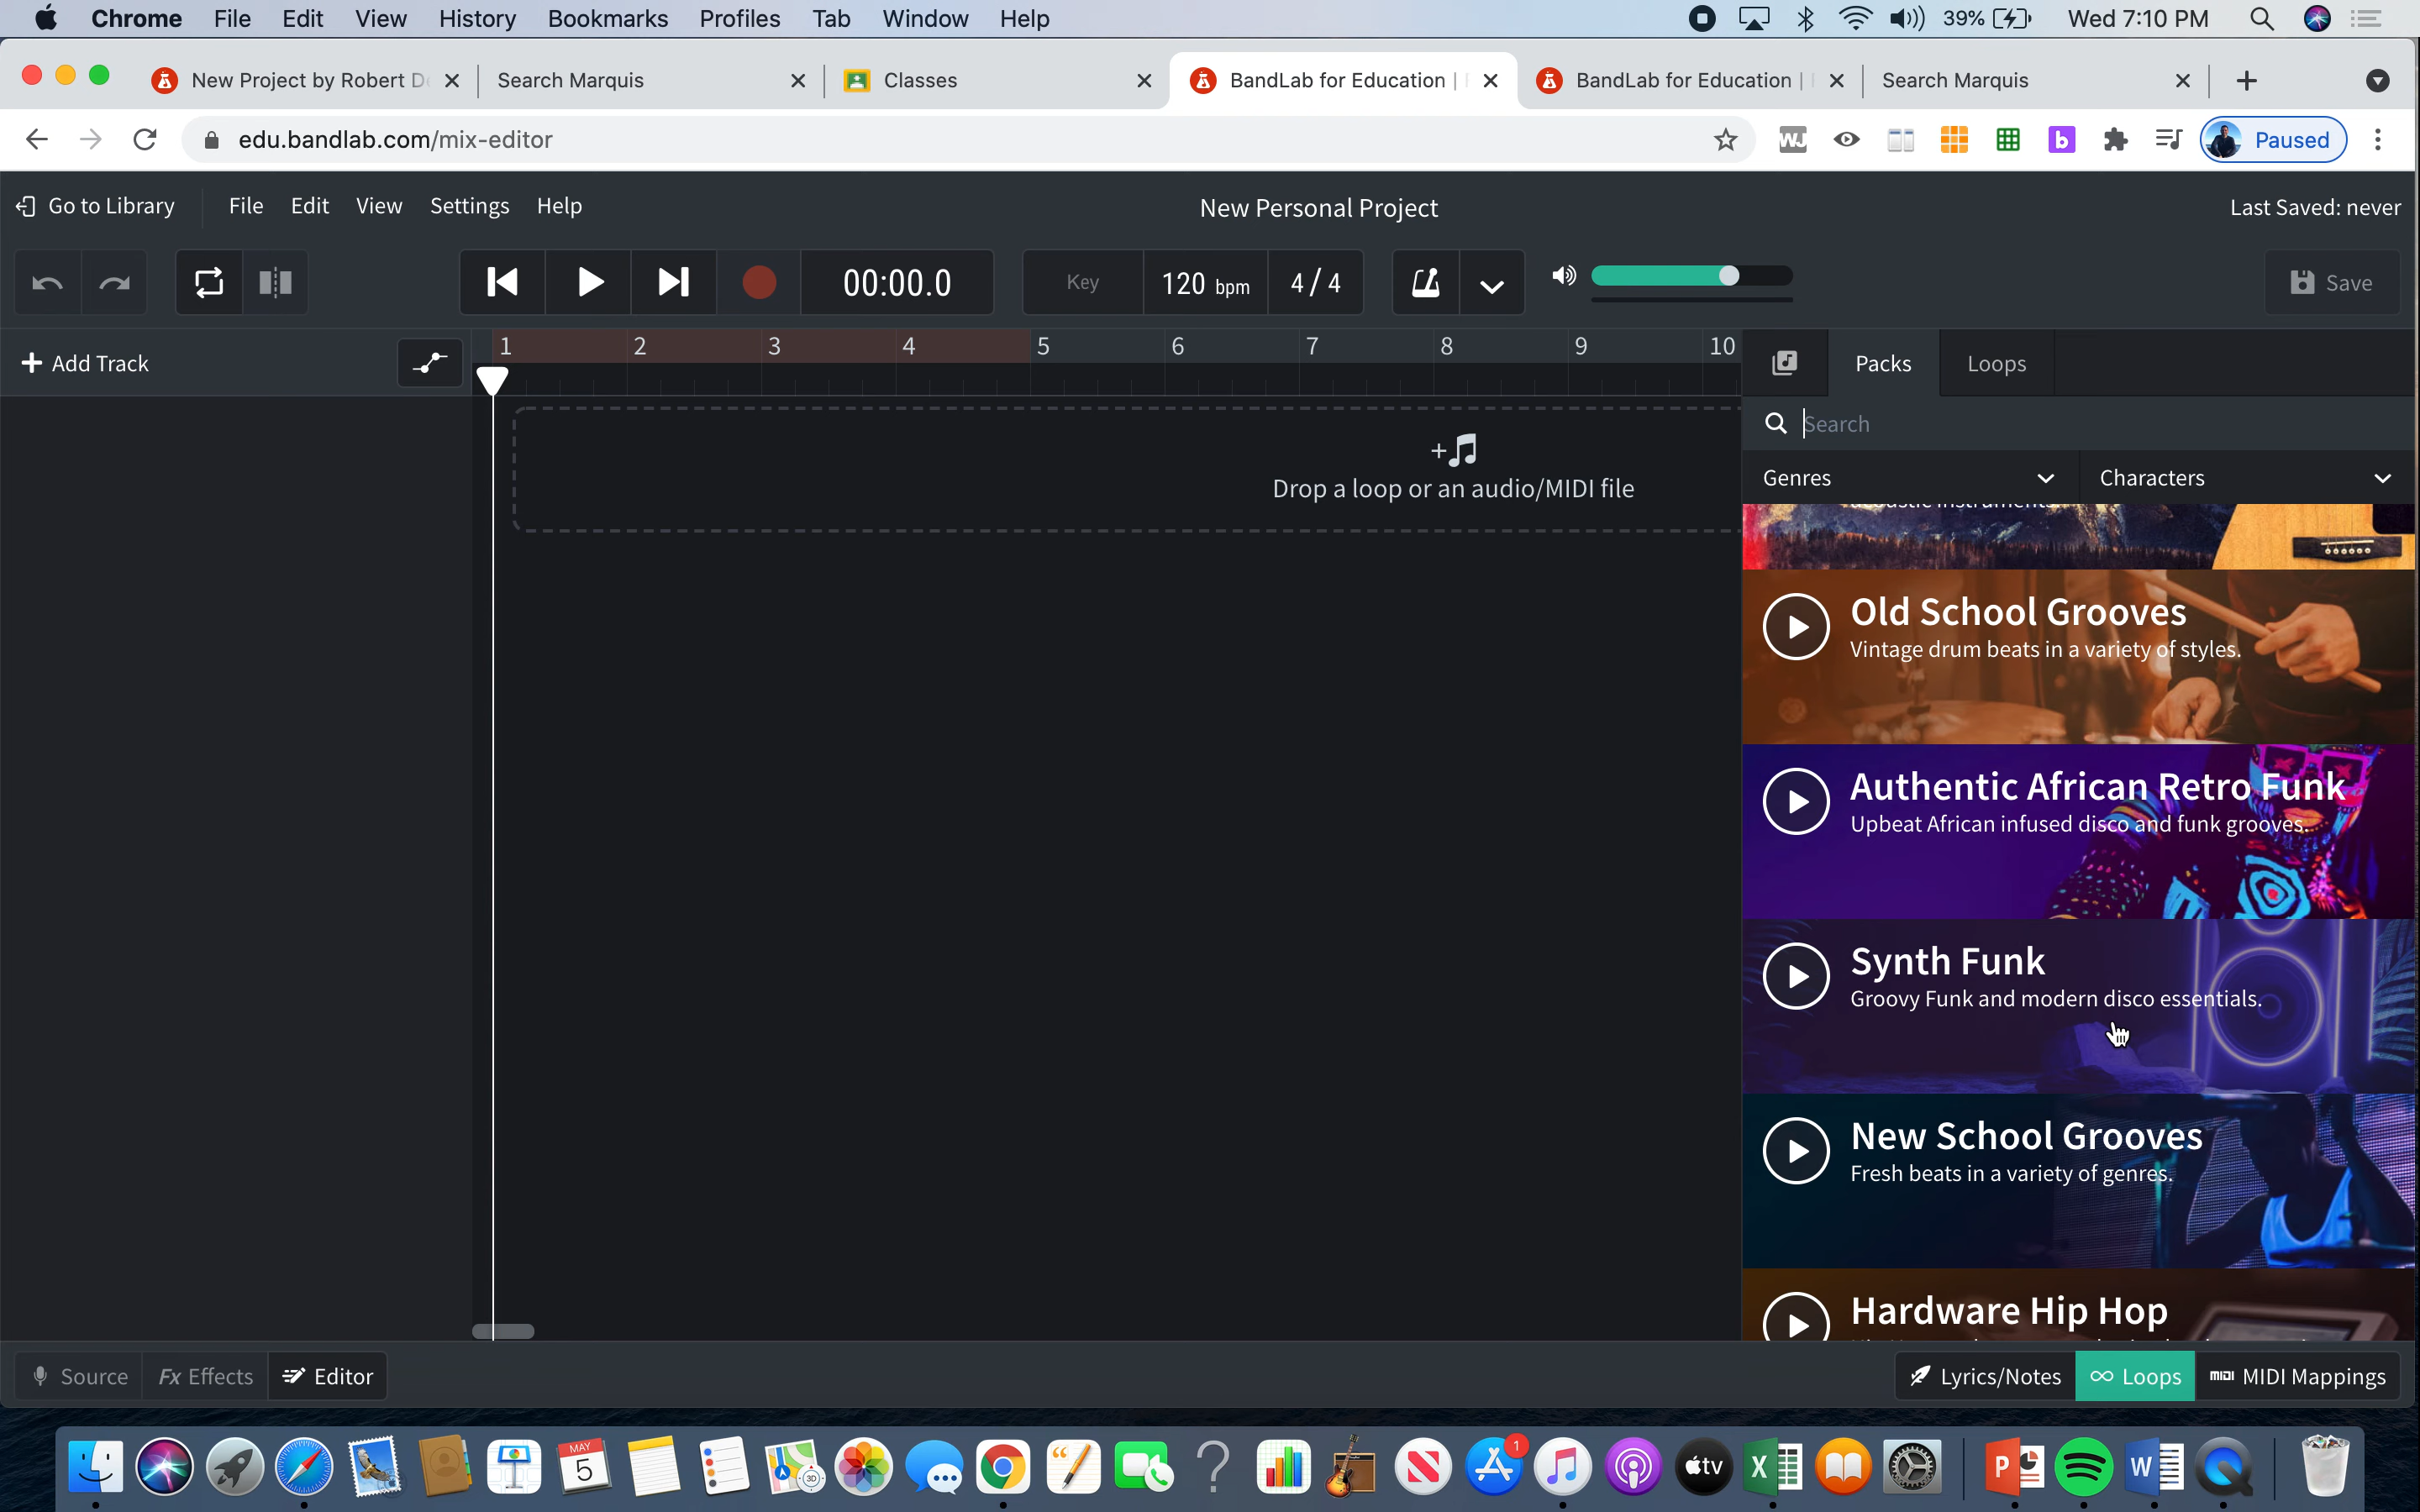 Chrome File Edit View History Bookmarks Profiles Tab Window Help 39% Wed 7:10 PM
New Project by Robert D Search Marquis Classes BandLab for Education | BandLab for Education | Search Marquis
edu.bandlab.com/mix-editor WJ b Paused
Go to Library File Edit View Settings Help New Personal Project Last Saved: never
00:00.0 Key 120 bpm 4 / 4 Save
+ Add Track 1 2 3 4 5 6 7 8 9 10 Packs Loops
Search
Drop a loop or an audio/MIDI file
Genres Characters
acoustic instruments.
Old School Grooves
Vintage drum beats in a variety of styles.
Authentic African Retro Funk
Upbeat African infused disco and funk grooves.
Synth Funk
Groovy Funk and modern disco essentials.
New School Grooves
Fresh beats in a variety of genres.
Hardware Hip Hop
Source Fx Effects Editor Lyrics/Notes Loops MIDI MIDI Mappings
MAY
5
3D
1
tv
X
P
W